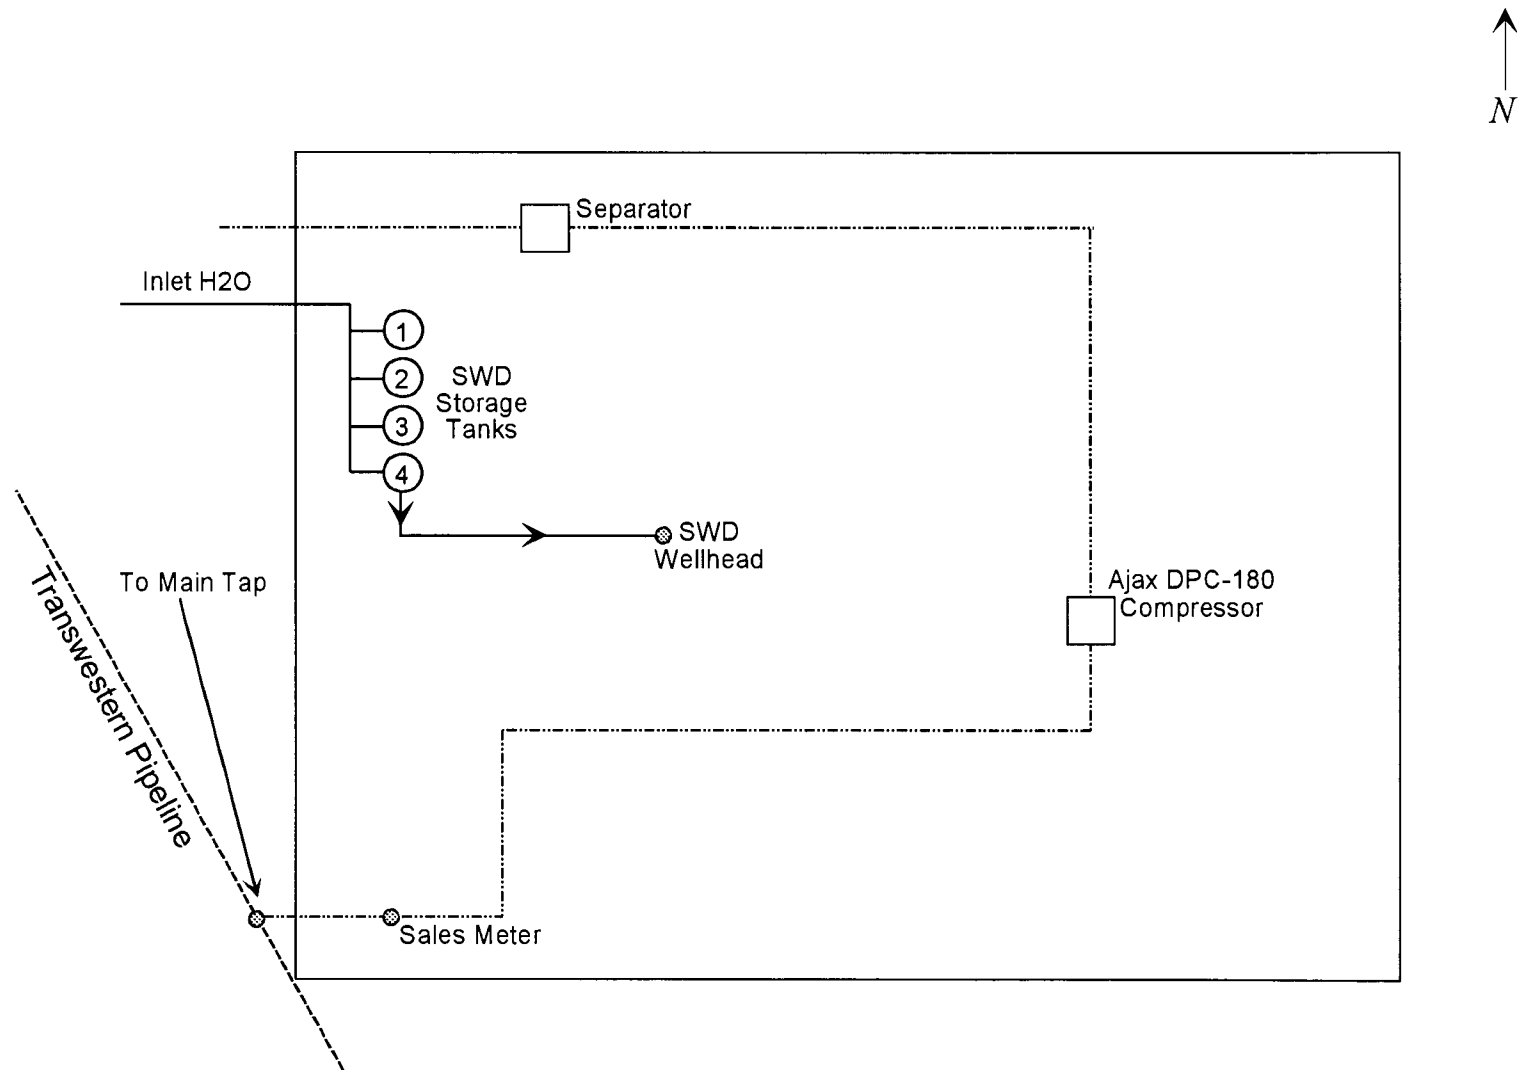 N
Separator
Inlet H2O
1
2
3
4
SWD
Storage
Tanks
SWD
Wellhead
To Main Tap
Transwestern Pipeline
Ajax DPC-180
Compressor
Sales Meter